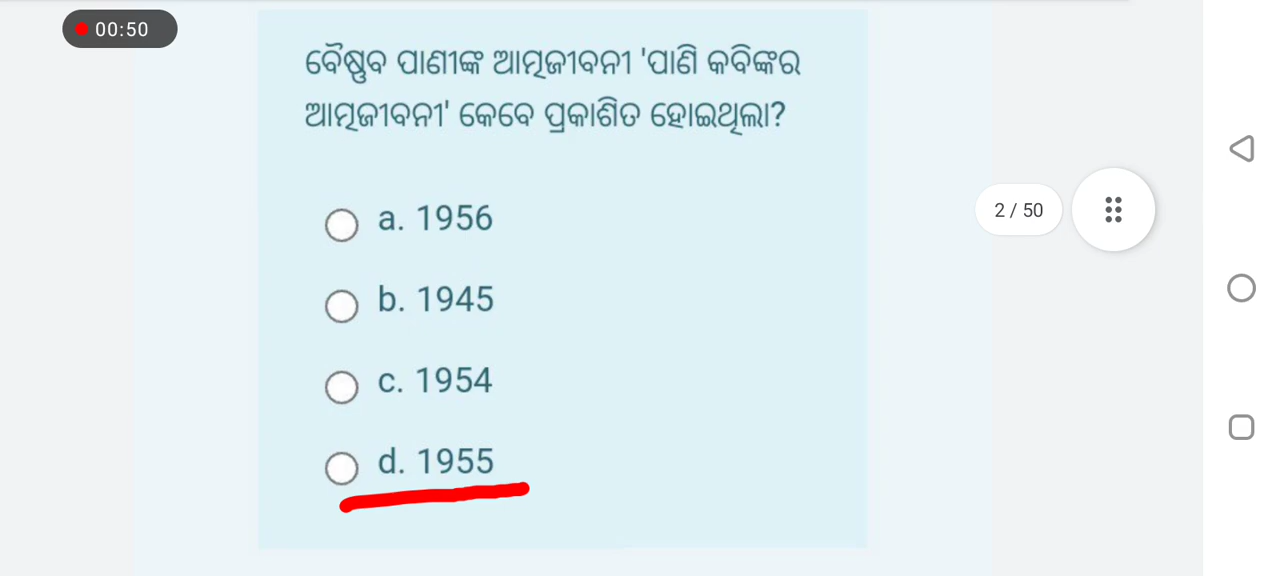 00:50
ବୈଷ୍ଣବ ପାଣୀଙ୍କ ଆତ୍ମଜୀବନୀ 'ପାଣି କବିଙ୍କର
ଆତ୍ମଜୀବନୀ' କେବେ ପ୍ରକାଶିତ ହୋଇଥିଲା?
a. 1956
2 / 50
b. 1945
c. 1954
d. 1955